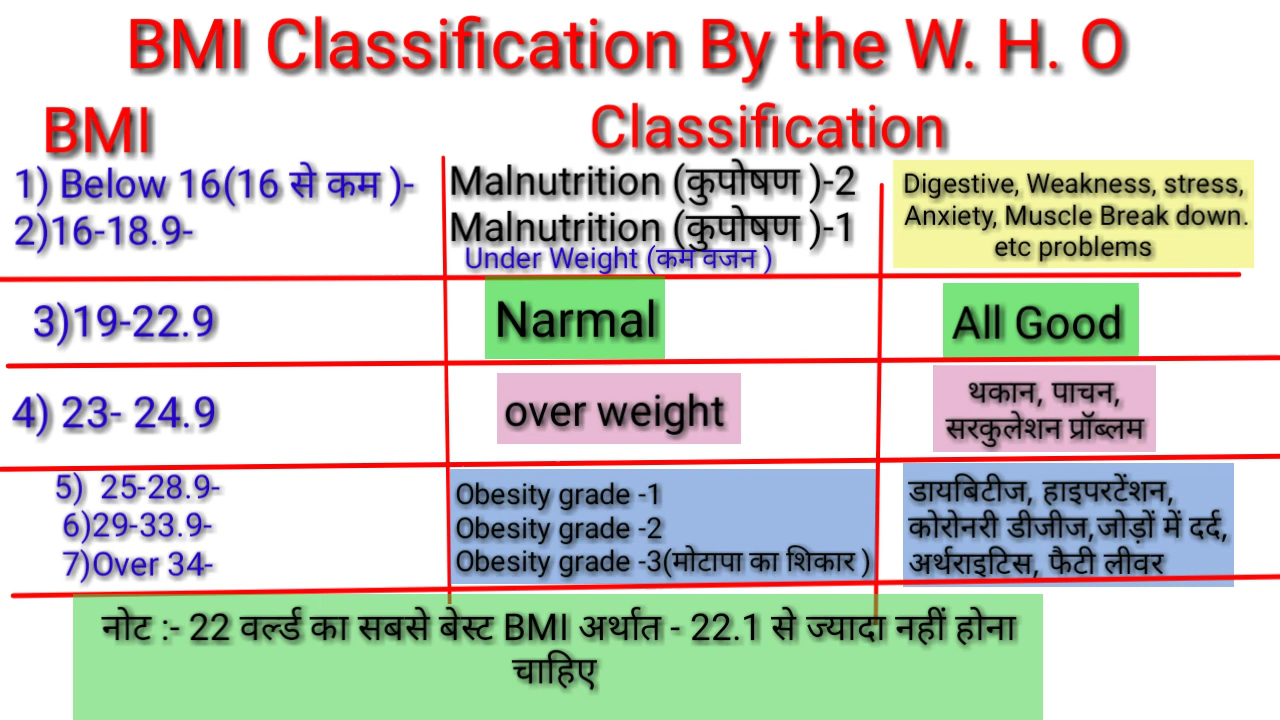 BMI Classification By the W. H. O
BMI
Classification
1) Below 16(16 से कम )-
Malnutrition (कुपोषण )-2
2)16-18.9-
Malnutrition (कुपोषण )-1
Under Weight (कम वजन )
Digestive, Weakness, stress,
Anxiety, Muscle Break down.
etc problems
3)19-22.9
Narmal
All Good
4) 23- 24.9
over weight
थकान, पाचन,
सरकुलेशन प्रॉब्लम
5) 25-28.9-
6)29-33.9-
7)Over 34-
Obesity grade -1
Obesity grade -2
Obesity grade -3(मोटापा का शिकार )
डायबिटीज, हाइपरटेंशन,
कोरोनरी डीजीज,जोड़ों में दर्द,
अर्थराइटिस, फैटी लीवर
नोट :- 22 वर्ल्ड का सबसे बेस्ट BMI अर्थात - 22.1 से ज्यादा नहीं होना
चाहिए